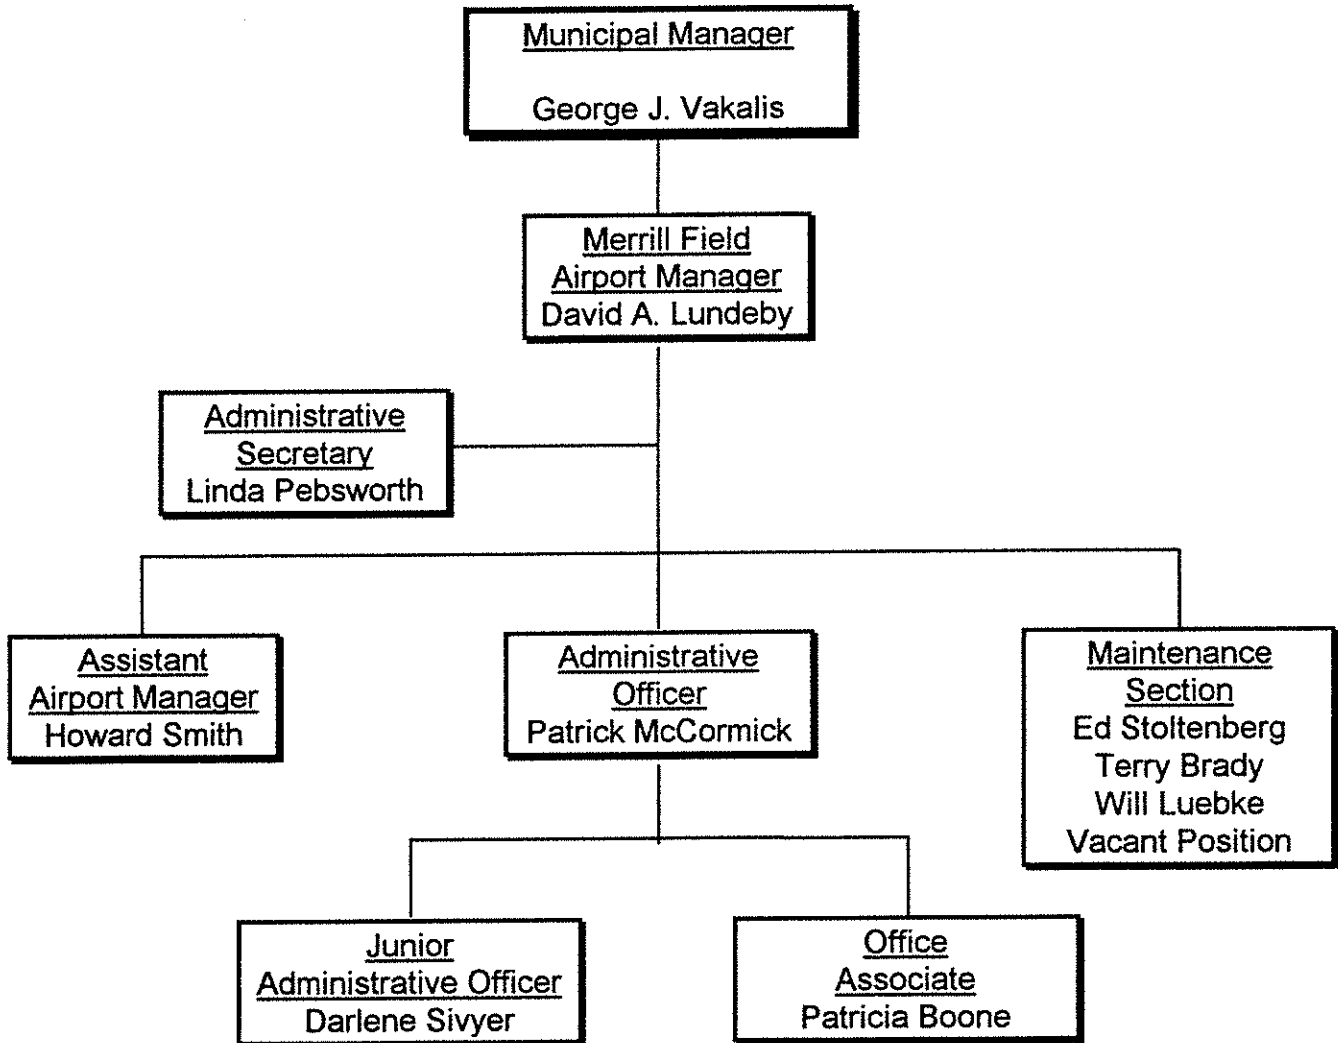 Municipal Manager
George J. Vakalis
Merrill Field
Airport Manager
David A. Lundeby
Administrative
Secretary
Linda Pebsworth
Assistant
Airport Manager
Howard Smith
Administrative
Officer
Patrick McCormick
Maintenance
Section
Ed Stoltenberg
Terry Brady
Will Luebke
Vacant Position
Junior
Administrative Officer
Darlene Sivyer
Office
Associate
Patricia Boone